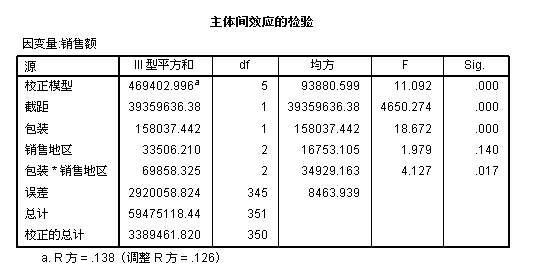 主体间效应的检验
因变量:销售额
源 III 型平方和 df 均方 F Sig.
校正模型 469402.996a 5 93880.599 11.092 .000
截距 39359636.38 1 39359636.38 4650.274 .000
包装 158037.442 1 158037.442 18.672 .000
销售地区 33506.210 2 16753.105 1.979 .140
包装 * 销售地区 69858.325 2 34929.163 4.127 .017
误差 2920058.824 345 8463.939
总计 59475118.44 351
校正的总计 3389461.820 350
a. R 方 = .138（调整 R 方 = .126）